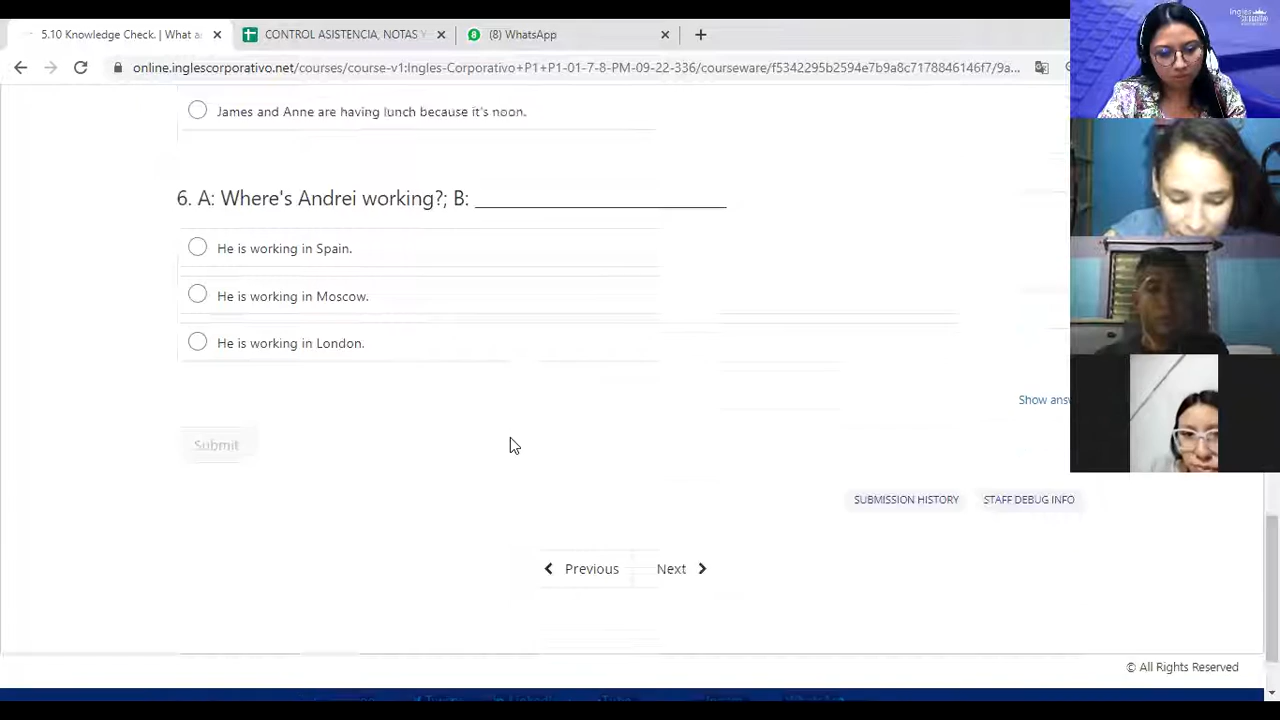 5.10 Knowledge Check. | What a
CONTROL ASISTENCIA, NOTAS
(8) WhatsApp
online.inglescorporativo.net/courses/course-v1:Ingles-Corporativo+P1+P1-01-7-8-PM-09-22-336/courseware/f5342295b2594e7b9a8c7178846146f7/9a...
James and Anne are having lunch because it's noon.
6. A: Where's Andrei working?; B: ____________________
He is working in Spain.
He is working in Moscow.
He is working in London.
Show ans
Submit
SUBMISSION HISTORY
STAFF DEBUG INFO
Previous
Next
© All Rights Reserved